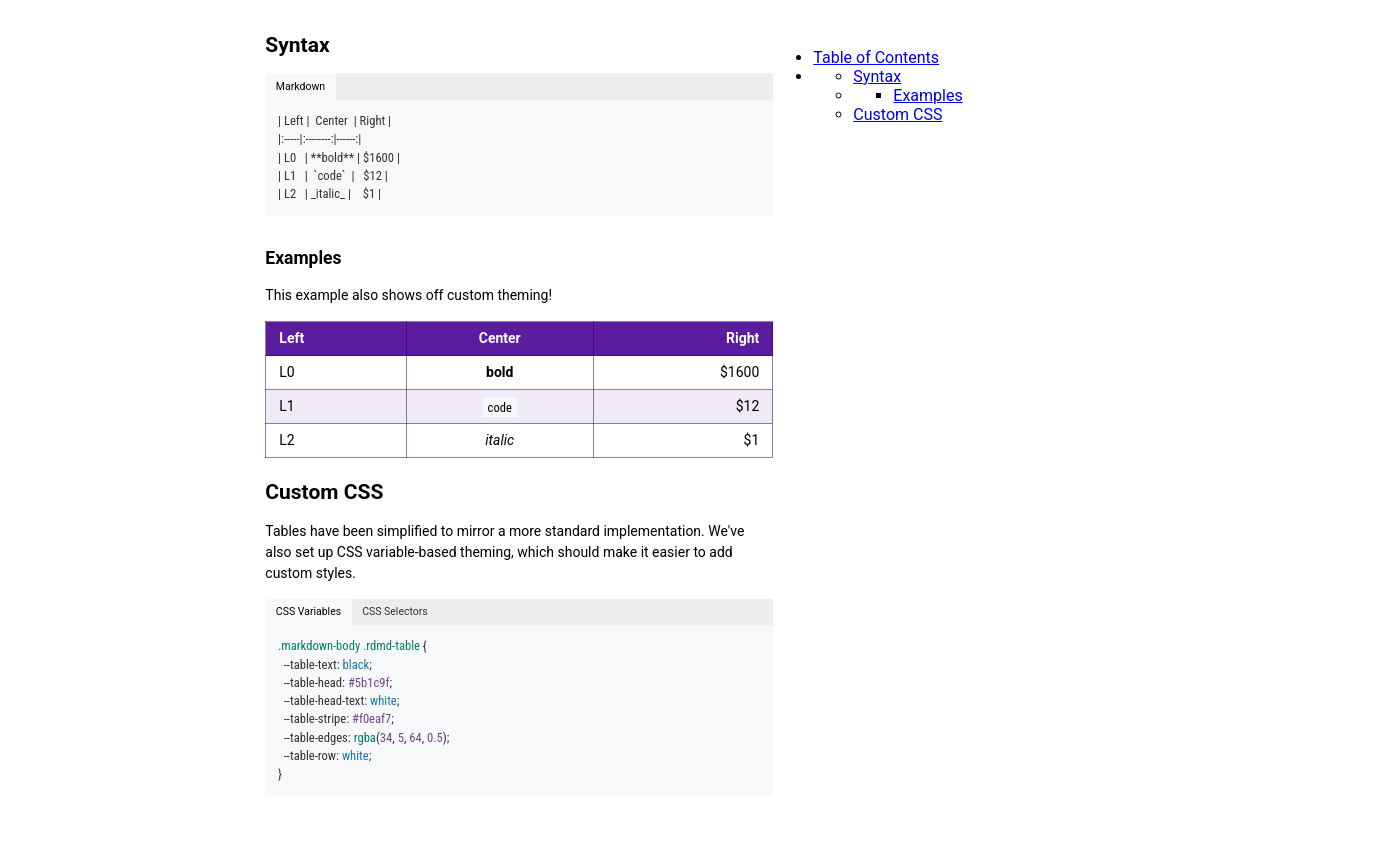 Syntax
Markdown
| Left |  Center  | Right |
|:-----|:--------:|------:|
| L0   | **bold** | $1600 |
| L1   |  `code`  |   $12 |
| L2   | _italic_ |    $1 |
Examples
This example also shows off custom theming!
Left Center Right
L0 bold $1600
L1 code $12
L2 italic $1
Custom CSS
Tables have been simplified to mirror a more standard implementation. We've
also set up CSS variable-based theming, which should make it easier to add
custom styles.
CSS Variables CSS Selectors
.markdown-body .rdmd-table {
  --table-text: black;
  --table-head: #5b1c9f;
  --table-head-text: white;
  --table-stripe: #f0eaf7;
  --table-edges: rgba(34, 5, 64, 0.5);
  --table-row: white;
}
Table of Contents
Syntax
Examples
Custom CSS